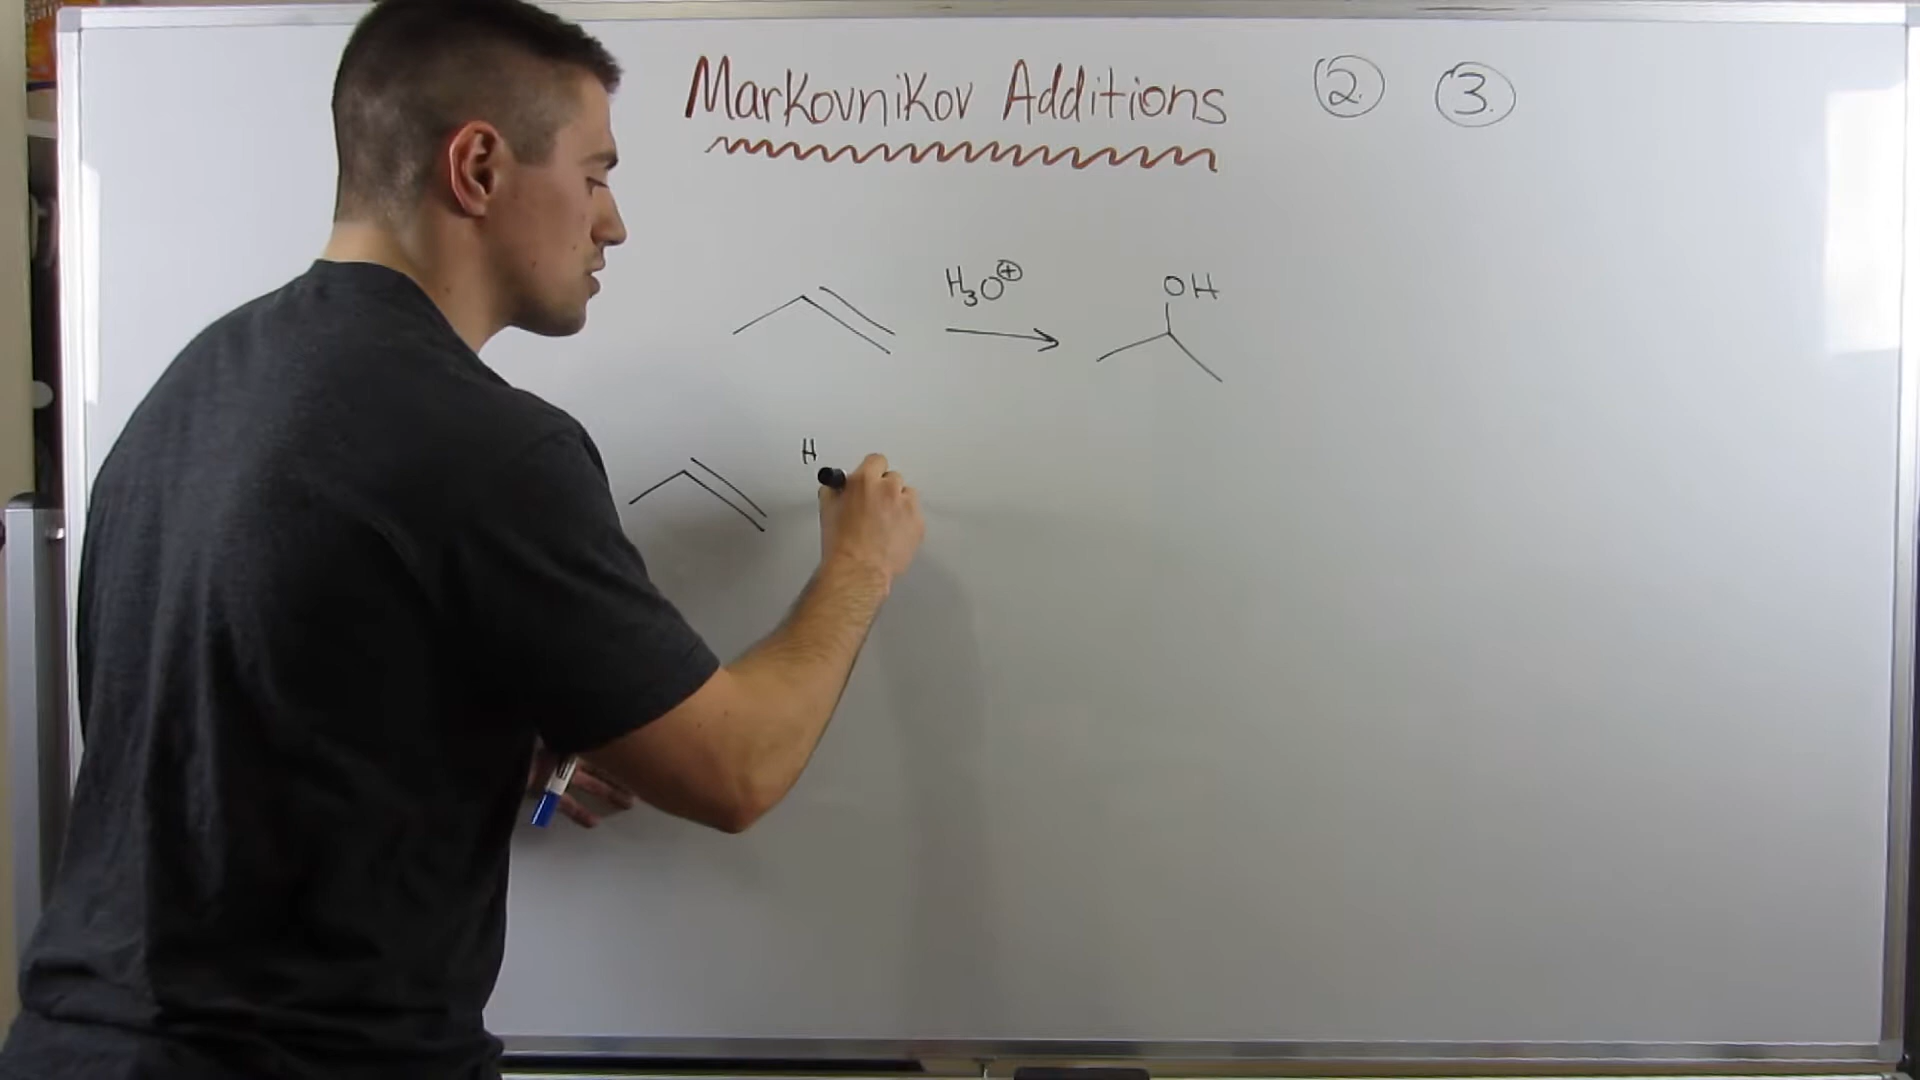 Markovnikov Additions 2. 3.
H₃O⊕
OH
H